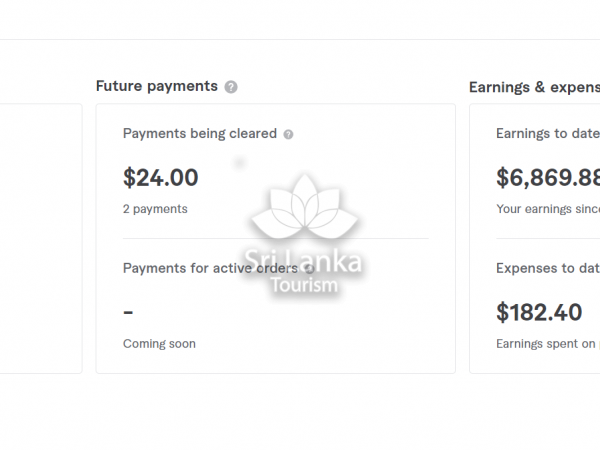 Future payments
Earnings & expens
Payments being cleared
$24.00
2 payments
Payments for active orders
-
Coming soon
Earnings to date
$6,869.88
Your earnings sinc
Expenses to dat
$182.40
Earnings spent on
Sri Lanka
Tourism